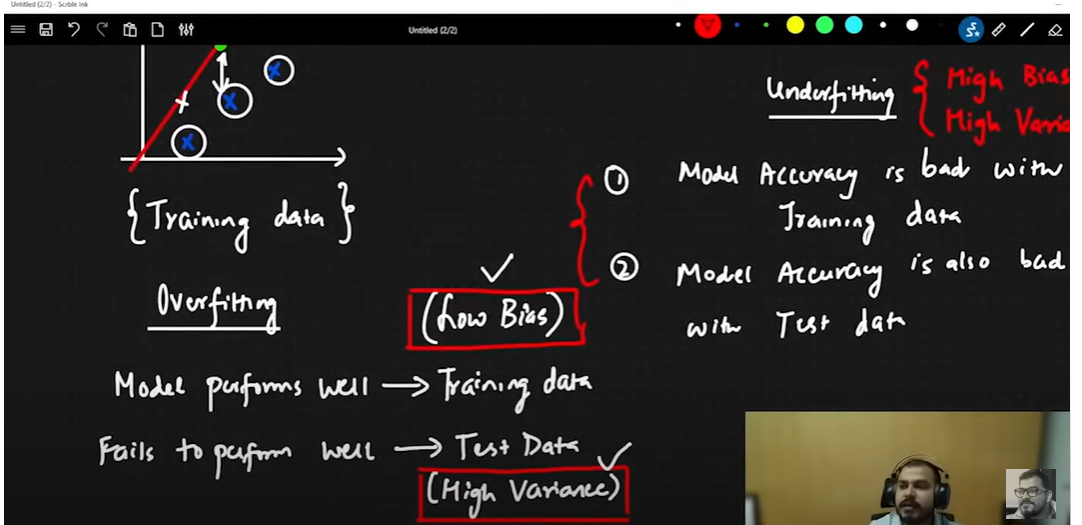 Untitled (2/2) - Scrble Ink
Untitled (2/2)
{Training data}
Overfitting
(Low Bias)
Model performs well → Training data
Fails to perform well → Test Data
(High Variance)
Underfitting { High Bias
High Varia
① Model Accuracy is bad with
Training data
② Model Accuracy is also bad
with Test data